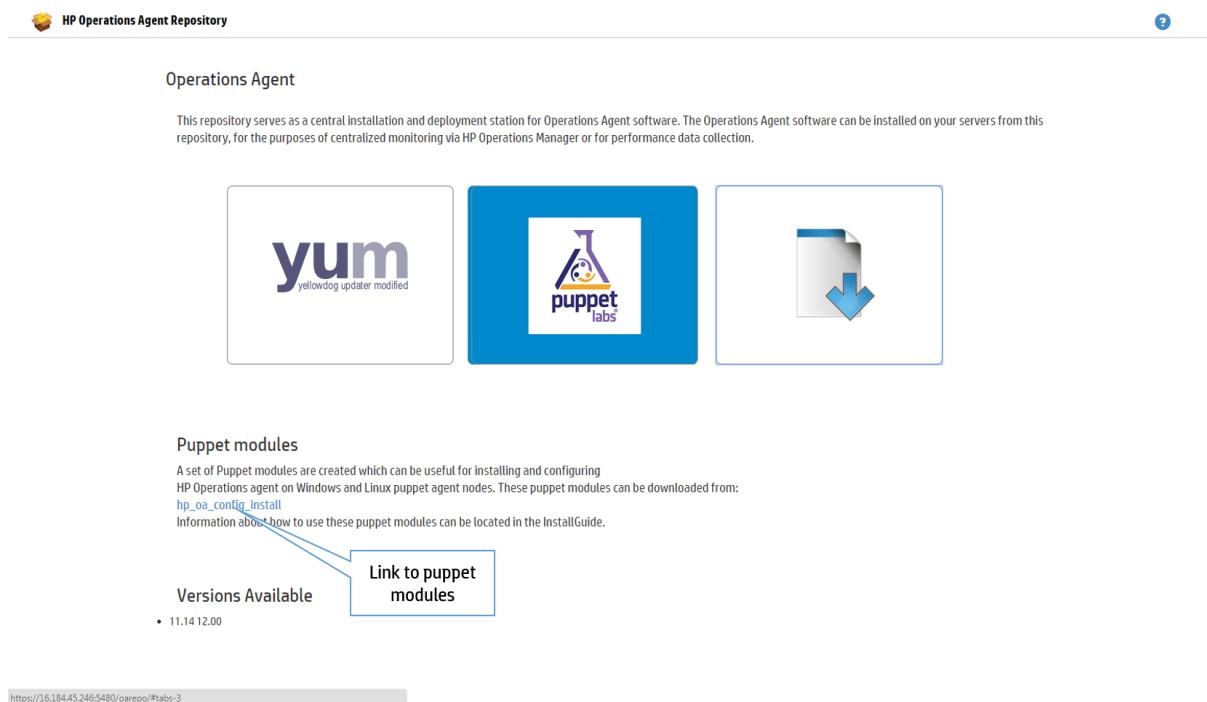 HP Operations Agent Repository
?
Operations Agent
This repository serves as a central installation and deployment station for Operations Agent software. The Operations Agent software can be installed on your servers from this
repository, for the purposes of centralized monitoring via HP Operations Manager or for performance data collection.
yum
yellowdog updater modified
puppet
labs
Puppet modules
A set of Puppet modules are created which can be useful for installing and configuring
HP Operations agent on Windows and Linux puppet agent nodes. These puppet modules can be downloaded from:
hp_oa_config_install
Information about how to use these puppet modules can be located in the InstallGuide.
Link to puppet
modules
Versions Available
• 11.14 12.00
https://16.184.45.246:5480/oarepo/#tabs-3